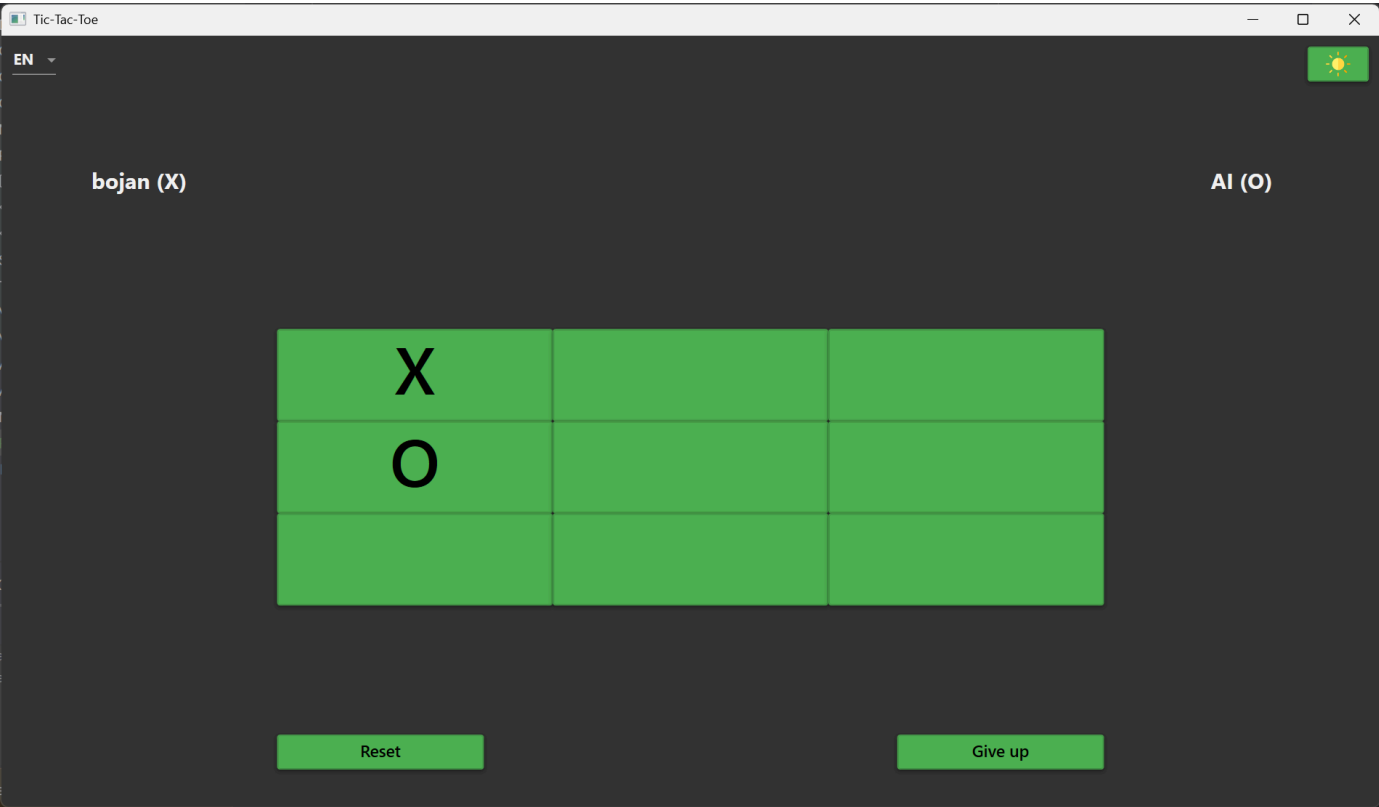 Tic-Tac-Toe
EN
bojan (X)
AI (O)
X
O
Reset
Give up